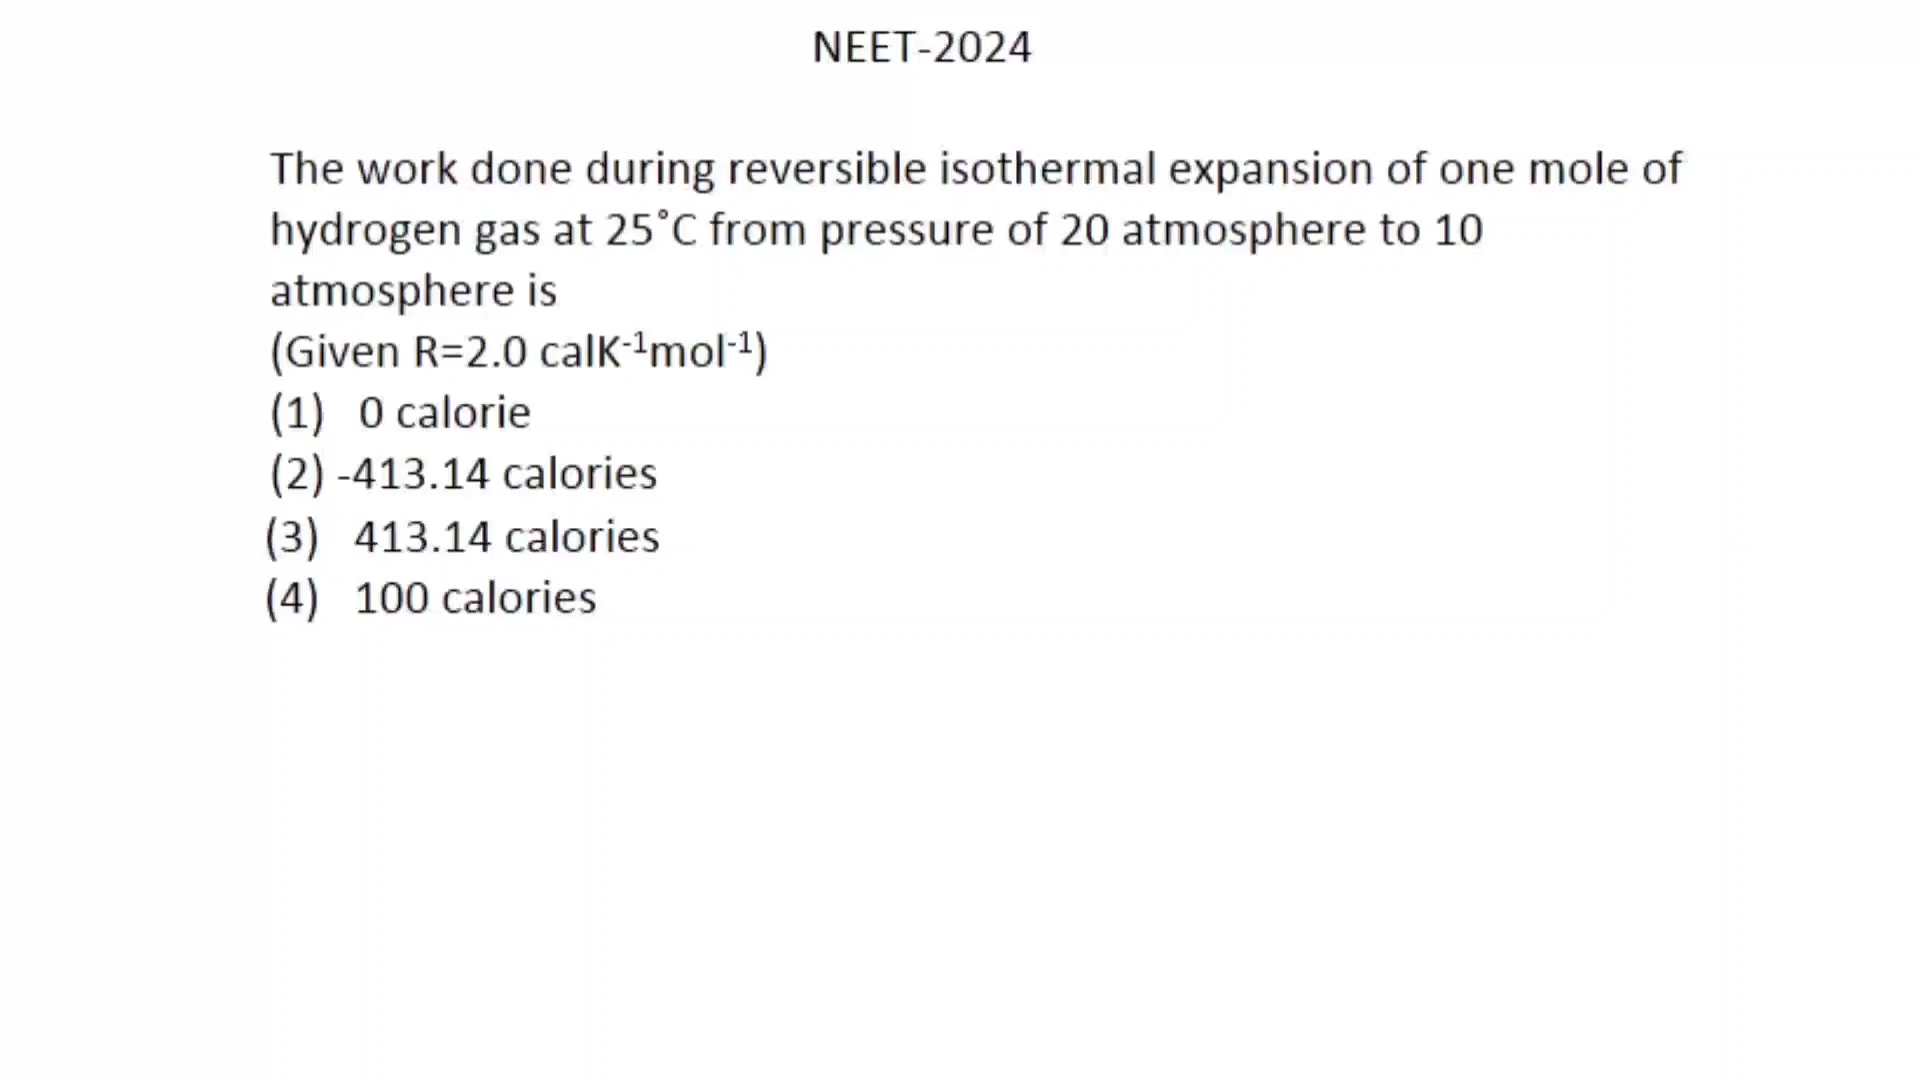 NEET-2024
The work done during reversible isothermal expansion of one mole of
hydrogen gas at 25˚C from pressure of 20 atmosphere to 10
atmosphere is
(Given R=2.0 calK⁻¹mol⁻¹)
(1) 0 calorie
(2) -413.14 calories
(3) 413.14 calories
(4) 100 calories